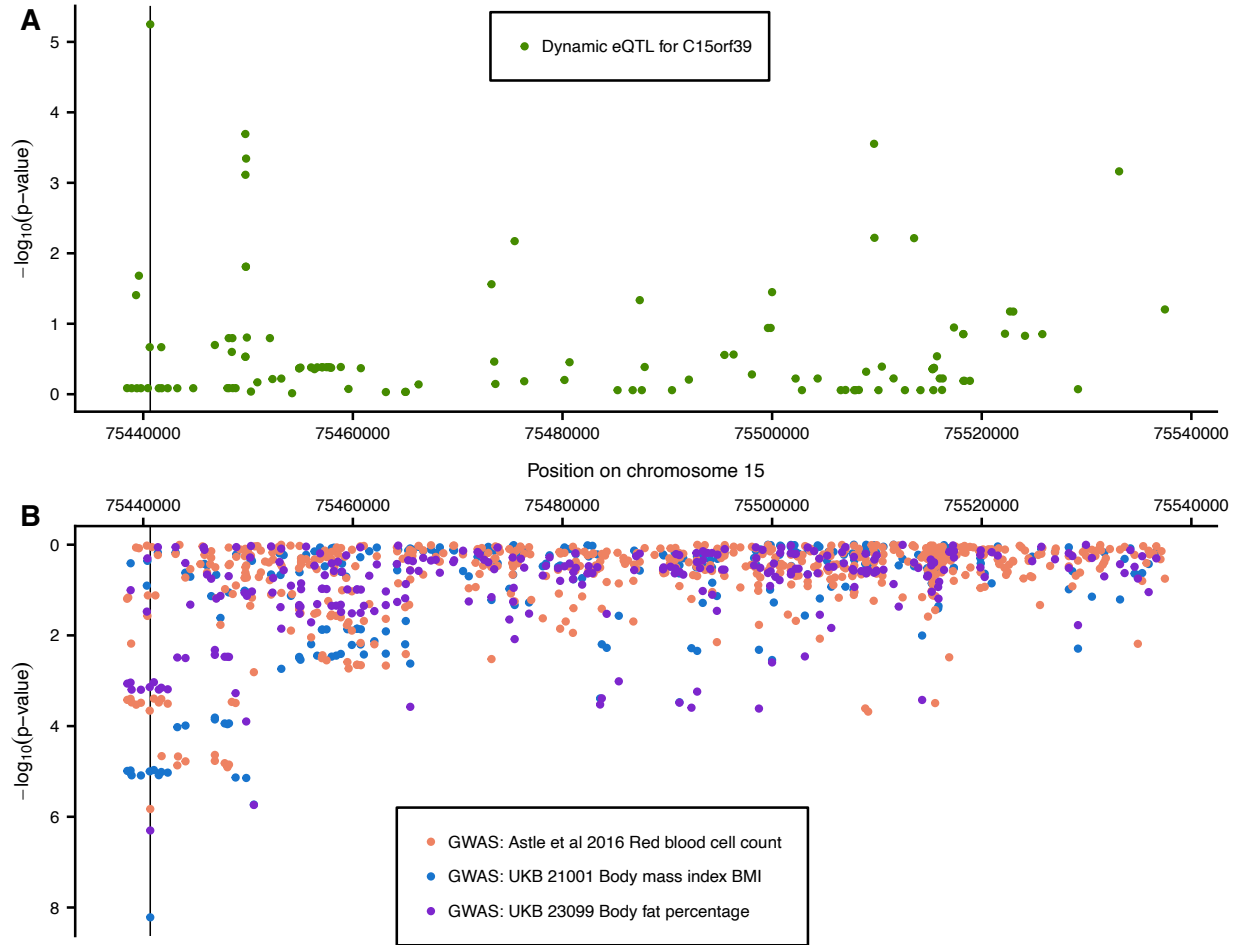 A
Dynamic eQTL for C15orf39
−log10(p−value)
5
4
3
2
1
0
75440000 75460000 75480000 75500000 75520000 75540000
Position on chromosome 15
B
75440000 75460000 75480000 75500000 75520000 75540000
−log10(p−value)
0
2
4
6
8
GWAS: Astle et al 2016 Red blood cell count
GWAS: UKB 21001 Body mass index BMI
GWAS: UKB 23099 Body fat percentage